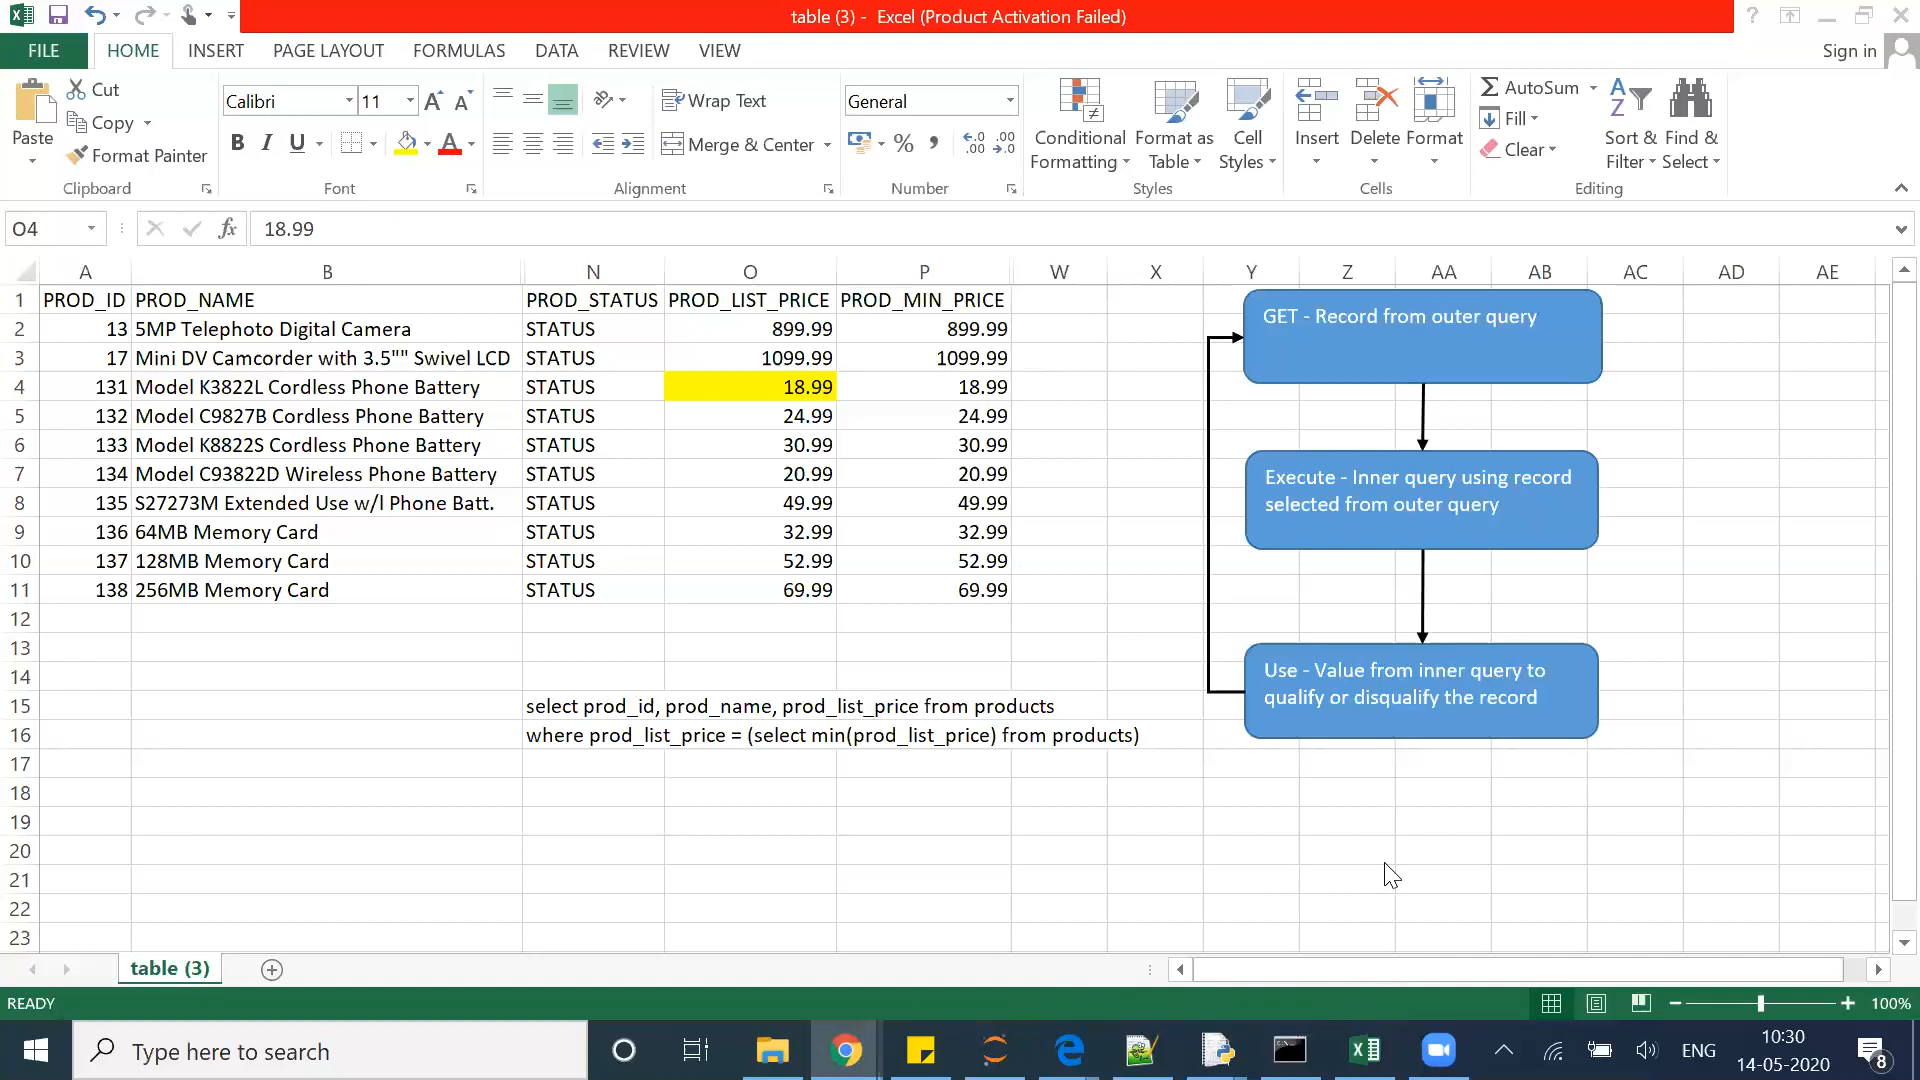 table (3) - Excel (Product Activation Failed)
FILE HOME INSERT PAGE LAYOUT FORMULAS DATA REVIEW VIEW Sign in
Paste
Cut
Copy
Format Painter
Clipboard
Calibri 11
B I U
Font
Wrap Text
Merge & Center
Alignment
General
Number
Conditional Formatting
Format as Table
Cell Styles
Styles
Insert Delete Format
Cells
AutoSum
Fill
Clear
Sort & Filter
Find & Select
Editing
O4 fx 18.99
A B N O P W X Y Z AA AB AC AD AE
1 PROD_ID PROD_NAME PROD_STATUS PROD_LIST_PRICE PROD_MIN_PRICE
2 13 5MP Telephoto Digital Camera STATUS 899.99 899.99
3 17 Mini DV Camcorder with 3.5"" Swivel LCD STATUS 1099.99 1099.99
4 131 Model K3822L Cordless Phone Battery STATUS 18.99 18.99
5 132 Model C9827B Cordless Phone Battery STATUS 24.99 24.99
6 133 Model K8822S Cordless Phone Battery STATUS 30.99 30.99
7 134 Model C93822D Wireless Phone Battery STATUS 20.99 20.99
8 135 S27273M Extended Use w/l Phone Batt. STATUS 49.99 49.99
9 136 64MB Memory Card STATUS 32.99 32.99
10 137 128MB Memory Card STATUS 52.99 52.99
11 138 256MB Memory Card STATUS 69.99 69.99
12
13
14
15 select prod_id, prod_name, prod_list_price from products
16 where prod_list_price = (select min(prod_list_price) from products)
17
18
19
20
21
22
23
GET - Record from outer query
Execute - Inner query using record
selected from outer query
Use - Value from inner query to
qualify or disqualify the record
table (3)
READY 100%
Type here to search
ENG
10:30
14-05-2020
8